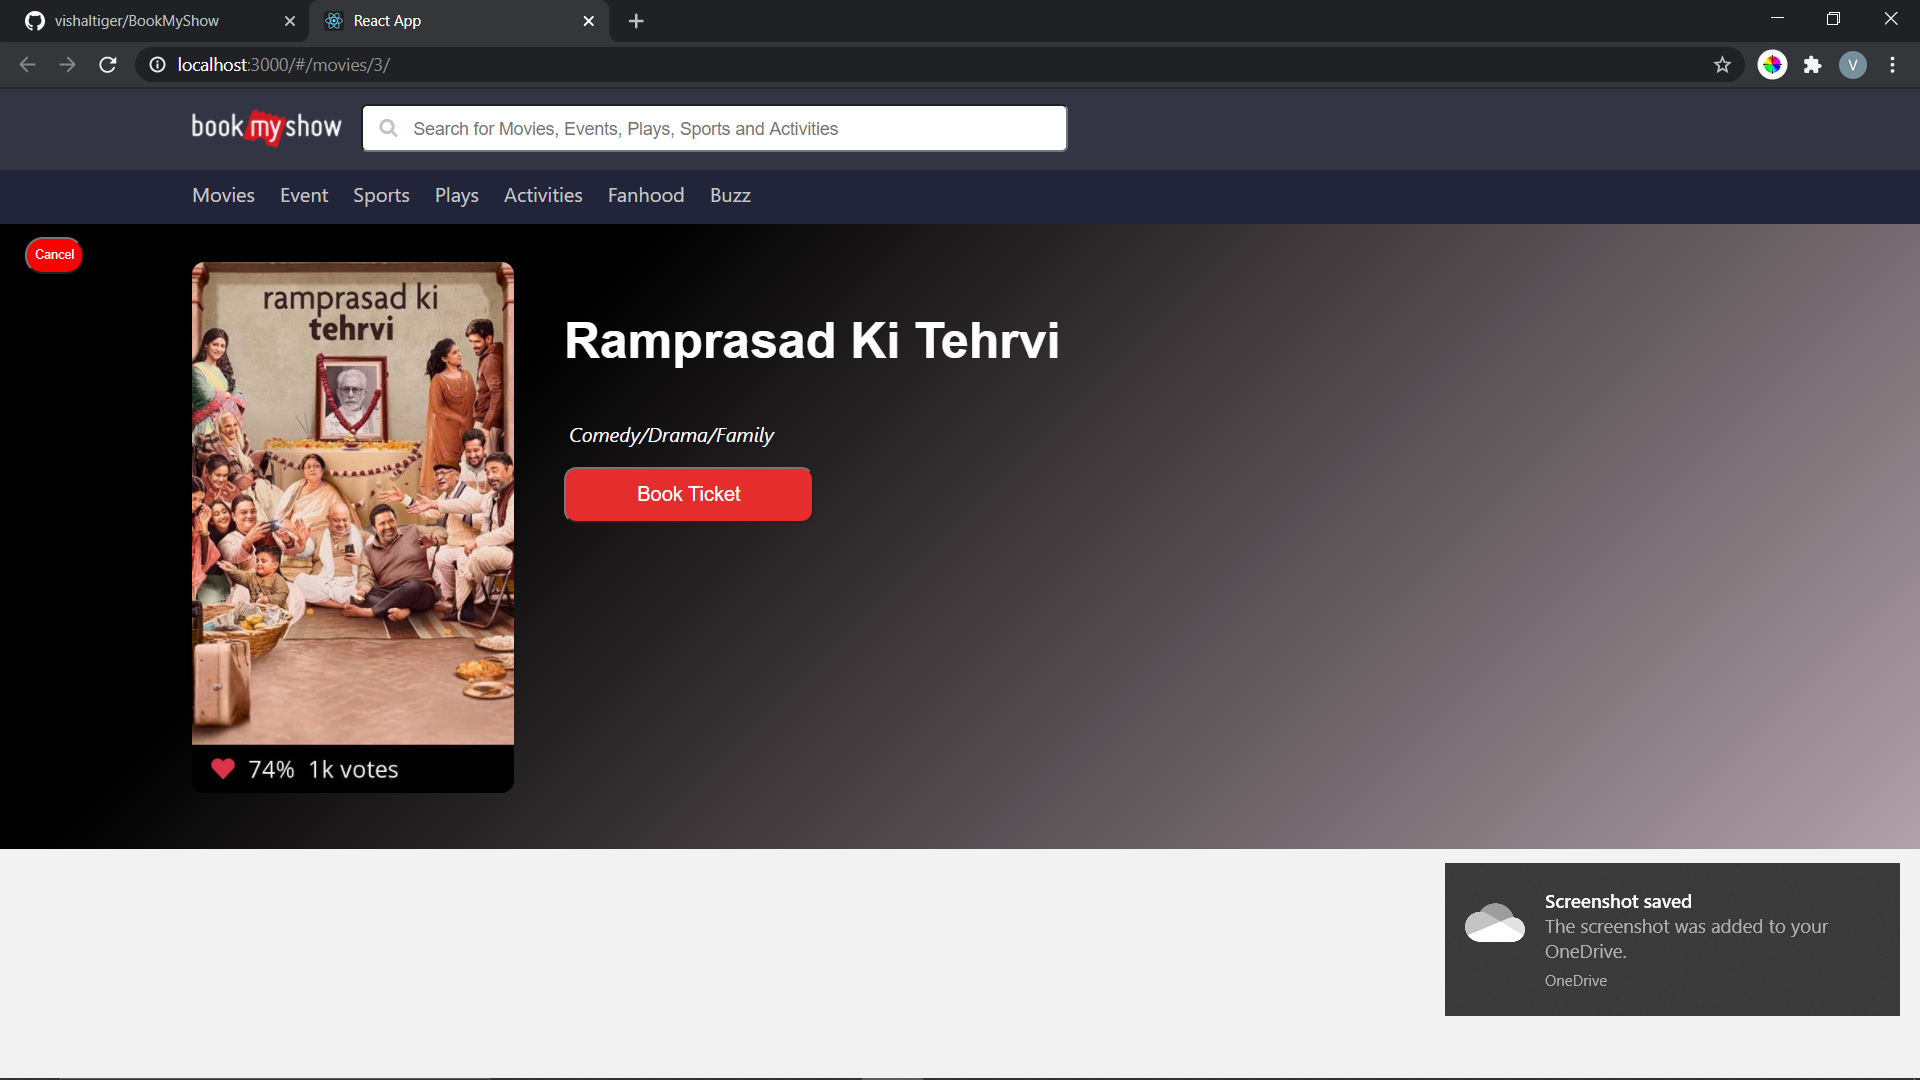 vishaltiger/BookMyShow
React App
localhost:3000/#/movies/3/
V
book my show
Search for Movies, Events, Plays, Sports and Activities
Movies Event Sports Plays Activities Fanhood Buzz
Cancel
ramprasad ki
tehrvi
Ramprasad Ki Tehrvi
Comedy/Drama/Family
Book Ticket
74% 1k votes
Screenshot saved
The screenshot was added to your
OneDrive.
OneDrive